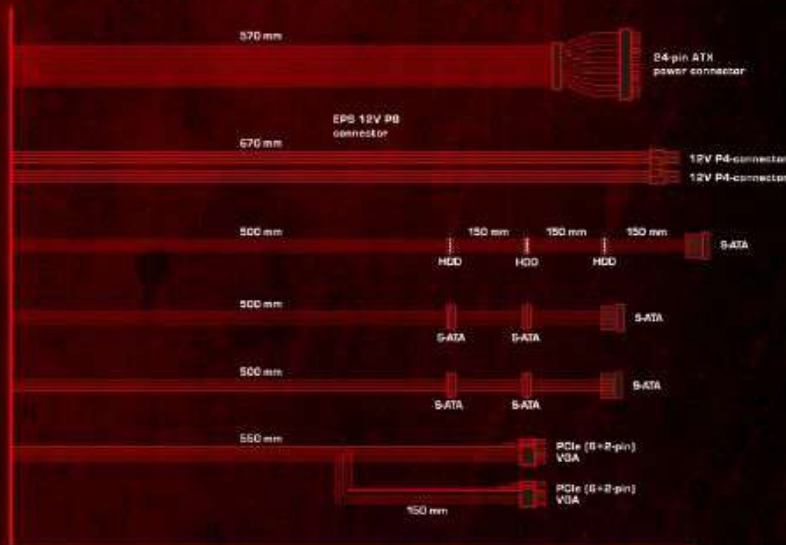 570 mm
24-pin ATX
power connector
EPS 12V P8
connector
670 mm
12V P4-connector
12V P4-connector
500 mm
150 mm
150 mm
150 mm
S-ATA
HDD
HDD
HDD
500 mm
S-ATA
S-ATA
S-ATA
500 mm
S-ATA
S-ATA
S-ATA
550 mm
PCIe (6+2-pin)
VGA
PCIe (6+2-pin)
VGA
150 mm